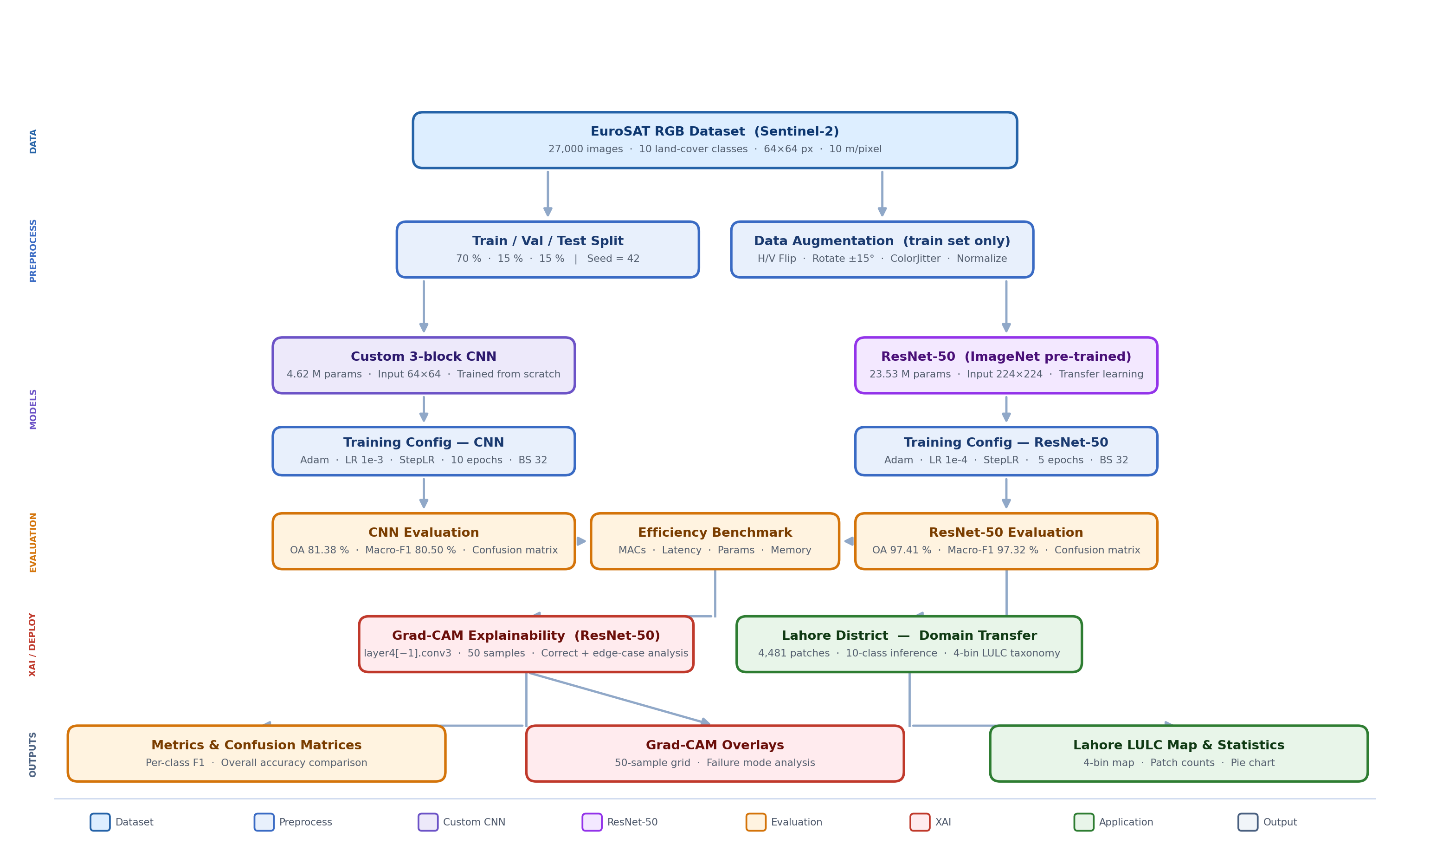 DATA
EuroSAT RGB Dataset (Sentinel-2)
27,000 images · 10 land-cover classes · 64×64 px · 10 m/pixel
PREPROCESS
Train / Val / Test Split
70 % · 15 % · 15 % | Seed = 42
Data Augmentation (train set only)
H/V Flip · Rotate ±15° · ColorJitter · Normalize
MODELS
Custom 3-block CNN
4.62 M params · Input 64×64 · Trained from scratch
ResNet-50 (ImageNet pre-trained)
23.53 M params · Input 224×224 · Transfer learning
Training Config — CNN
Adam · LR 1e-3 · StepLR · 10 epochs · BS 32
Training Config — ResNet-50
Adam · LR 1e-4 · StepLR · 5 epochs · BS 32
EVALUATION
CNN Evaluation
OA 81.38 % · Macro-F1 80.50 % · Confusion matrix
Efficiency Benchmark
MACs · Latency · Params · Memory
ResNet-50 Evaluation
OA 97.41 % · Macro-F1 97.32 % · Confusion matrix
XAI / DEPLOY
Grad-CAM Explainability (ResNet-50)
layer4[−1].conv3 · 50 samples · Correct + edge-case analysis
Lahore District — Domain Transfer
4,481 patches · 10-class inference · 4-bin LULC taxonomy
OUTPUTS
Metrics & Confusion Matrices
Per-class F1 · Overall accuracy comparison
Grad-CAM Overlays
50-sample grid · Failure mode analysis
Lahore LULC Map & Statistics
4-bin map · Patch counts · Pie chart
Dataset
Preprocess
Custom CNN
ResNet-50
Evaluation
XAI
Application
Output